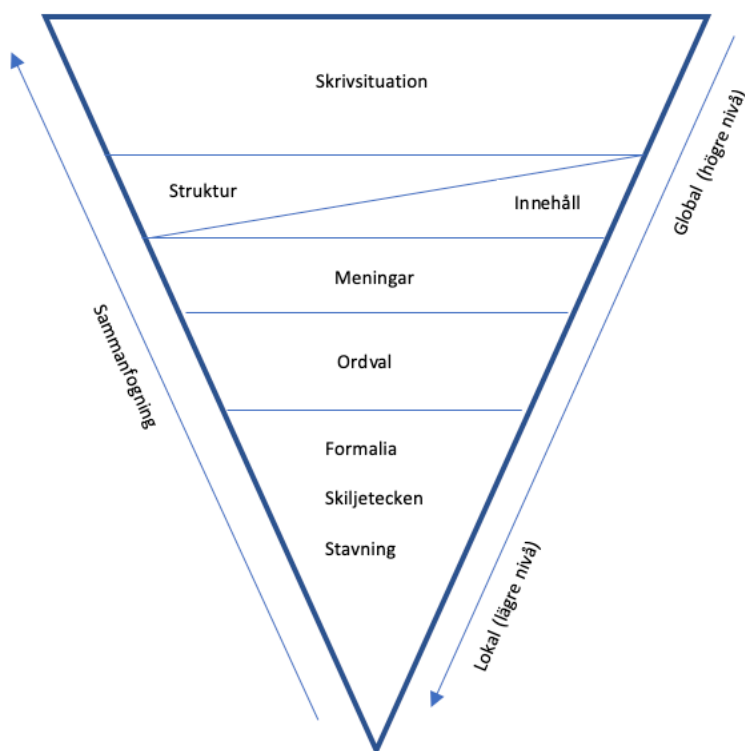 Skrivsituation
Struktur
Innehåll
Meningar
Ordval
Formalia
Skiljetecken
Stavning
Sammanfogning
Global (högre nivå)
Lokal (lägre nivå)